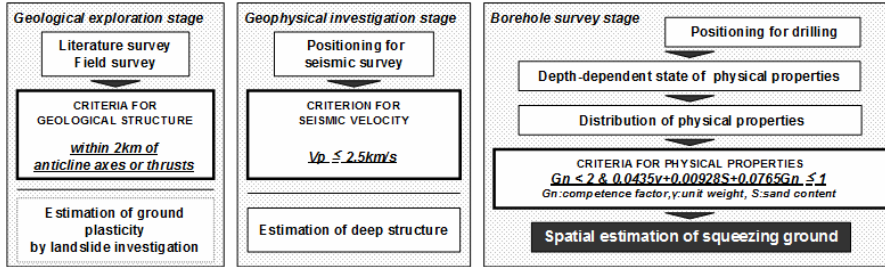 Geological exploration stage
Literature survey
Field survey
CRITERIA FOR
GEOLOGICAL STRUCTURE
within 2km of
anticline axes or thrusts
Estimation of ground
plasticity
by landslide investigation
Geophysical investigation stage
Positioning for
seismic survey
CRITERION FOR
SEISMIC VELOCITY
Vp ≦ 2.5km/s
Estimation of deep structure
Borehole survey stage
Positioning for drilling
Depth-dependent state of physical properties
Distribution of physical properties
CRITERIA FOR PHYSICAL PROPERTIES
Gn < 2 & 0.0435γ+0.00928S+0.0765Gn ≦ 1
Gn:competence factor,γ:unit weight, S:sand content
Spatial estimation of squeezing ground